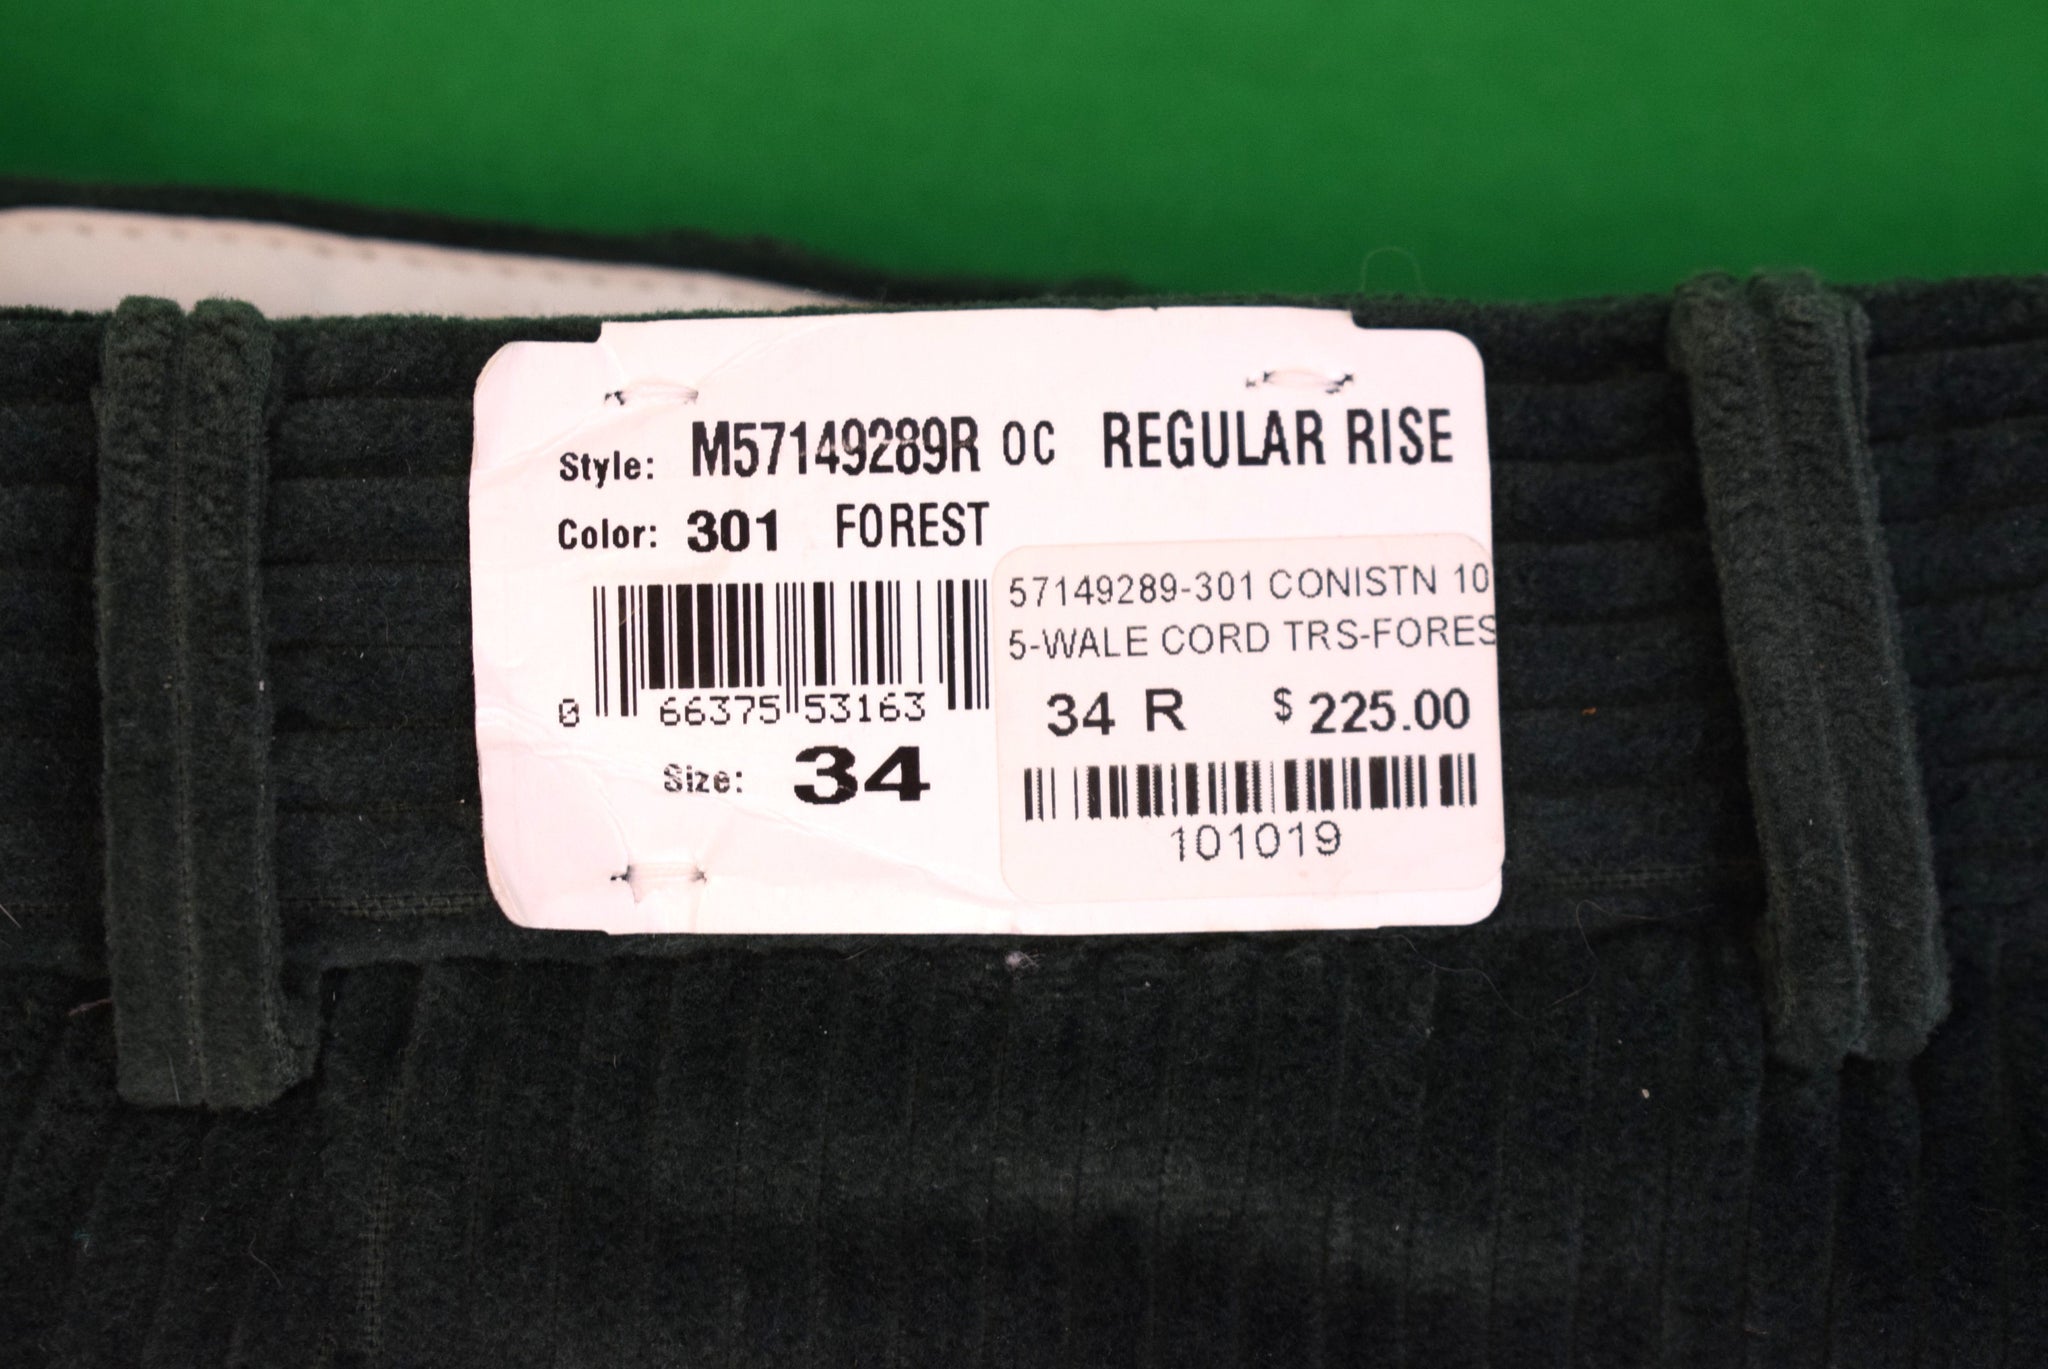 Style: M57149289R OC REGULAR RISE
Color: 301 FOREST
57149289-301 CONISTN 10
5-WALE CORD TRS-FORES
34 R $ 225.00
101019
0 66375 53163
Size: 34